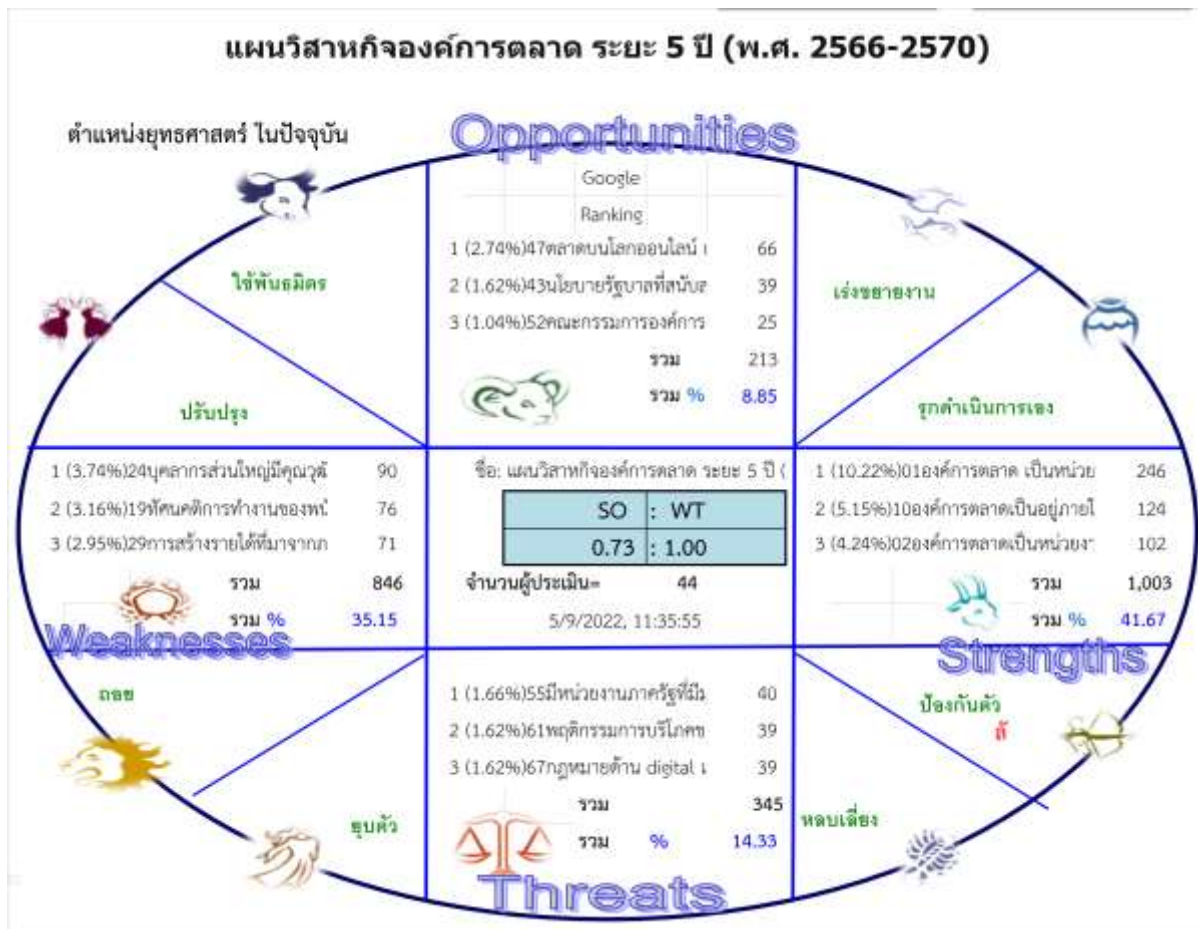 แผนวิสาหกิจองค์การตลาด ระยะ 5 ปี (พ.ศ. 2566-2570)
ตำแหน่งยุทธศาสตร์ ในปัจจุบัน
Opportunities
Google
Ranking
1 (2.74%)47ตลาดบนโลกออนไลน์ 66
2 (1.62%)43นโยบายรัฐบาลที่สนับส 39
3 (1.04%)52คณะกรรมการองค์การ 25
รวม 213
รวม % 8.85
ใช้พันธมิตร
เร่งขยายงาน
ปรับปรุง
รุกดำเนินการเอง
1 (3.74%)24บุคลากรส่วนใหญ่มีคุณวุฒิ 90
2 (3.16%)19ทัศนคติการทำงานของพนั 76
3 (2.95%)29การสร้างรายได้ที่มาจากภ 71
รวม 846
รวม % 35.15
Weaknesses
ชื่อ: แผนวิสาหกิจองค์การตลาด ระยะ 5 ปี (
SO : WT
0.73 : 1.00
จำนวนผู้ประเมิน= 44
5/9/2022, 11:35:55
1 (10.22%)01องค์การตลาด เป็นหน่วย 246
2 (5.15%)10องค์การตลาดเป็นอยู่ภายใ 124
3 (4.24%)02องค์การตลาดเป็นหน่วยง 102
รวม 1,003
รวม % 41.67
Strengths
ถอย
ป้องกันตัว
ลั
1 (1.66%)55มีหน่วยงานภาครัฐที่มีม 40
2 (1.62%)61พฤติกรรมการบริโภคข 39
3 (1.62%)67กฎหมายด้าน digital เ 39
รวม 345
รวม % 14.33
ยุบตัว
หลบเลี่ยง
Threats